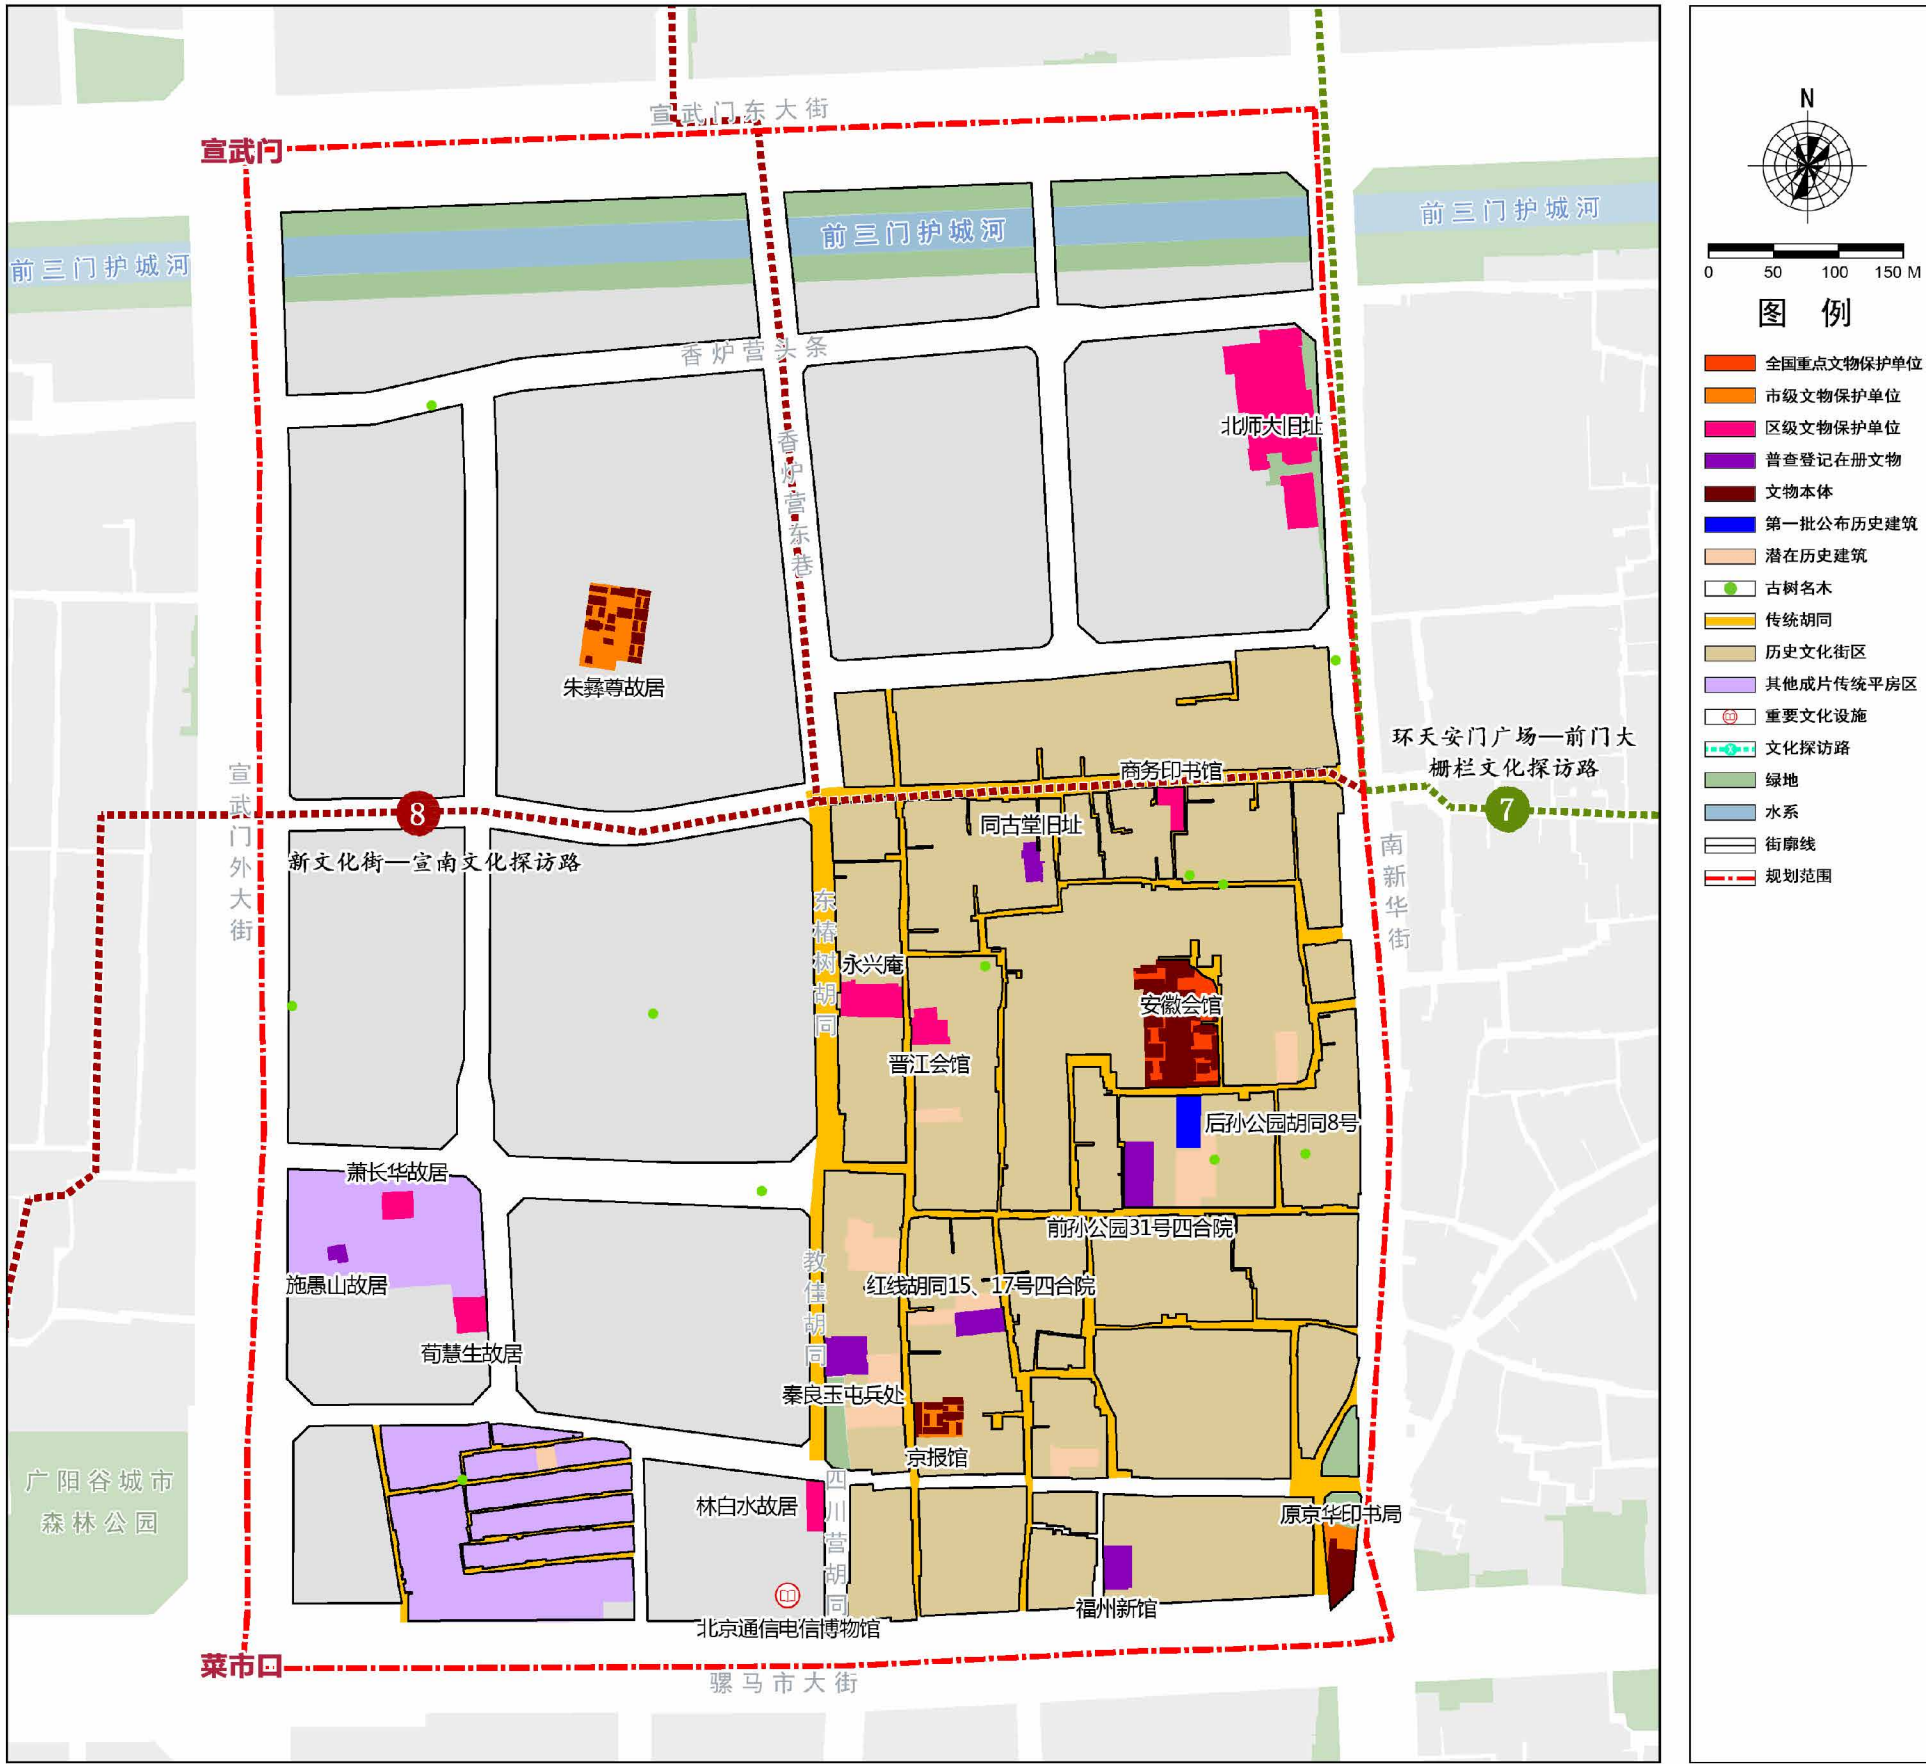 宣武门东大街
宣武门
前三门护城河
前三门护城河
前三门护城河
香炉营头条
北师大旧址
香炉营东巷
朱彝尊故居
环天安门广场—前门大
栅栏文化探访路
商务印书馆
宣武门外大街
8
7
同古堂旧址
新文化街—宣南文化探访路
南新华街
东椿树胡同
永兴庵
安徽会馆
晋江会馆
后孙公园胡同8号
萧长华故居
前孙公园31号四合院
施愚山故居
教佳胡同
红线胡同15、17号四合院
荀慧生故居
秦良玉屯兵处
京报馆
广阳谷城市
森林公园
林白水故居
四川营胡同
原京华印书局
北京通信电信博物馆
福州新馆
菜市口
骡马市大街
N
0 50 100 150 M
图 例
全国重点文物保护单位
市级文物保护单位
区级文物保护单位
普查登记在册文物
文物本体
第一批公布历史建筑
潜在历史建筑
古树名木
传统胡同
历史文化街区
其他成片传统平房区
重要文化设施
文化探访路
绿地
水系
街廓线
规划范围